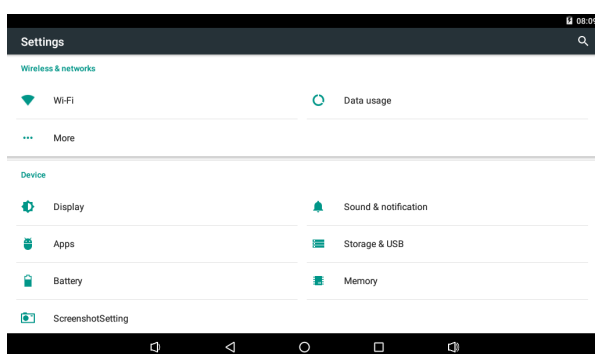 08:09
Settings
Wireless & networks
Wi-Fi
Data usage
More
Device
Display
Sound & notification
Apps
Storage & USB
Battery
Memory
ScreenshotSetting